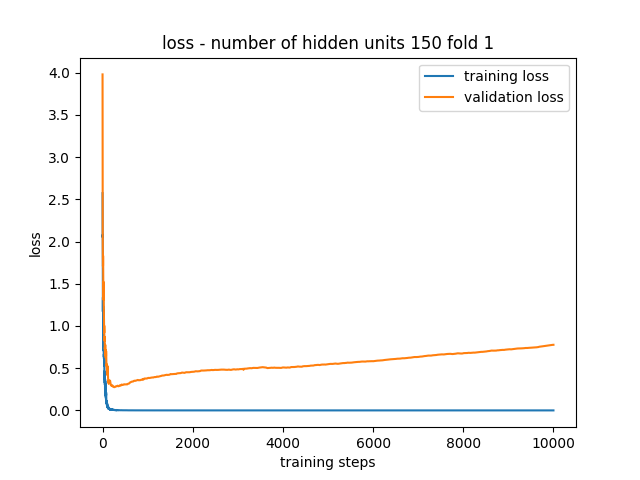 loss - number of hidden units 150 fold 1
training loss
validation loss
4.0
3.5
3.0
2.5
2.0
1.5
1.0
0.5
0.0
loss
0 2000 4000 6000 8000 10000
training steps